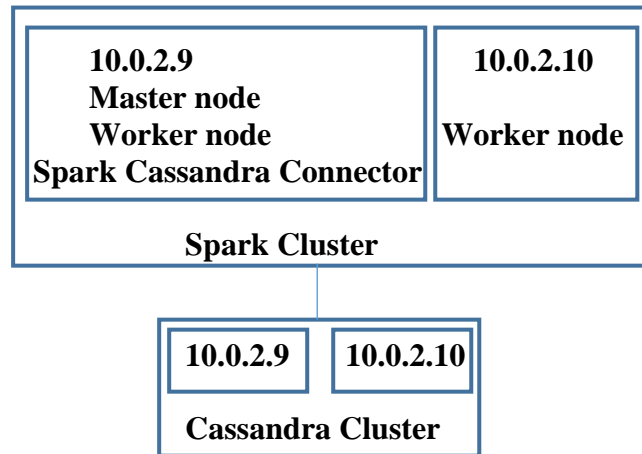 10.0.2.9
Master node
Worker node
Spark Cassandra Connector
10.0.2.10
Worker node
Spark Cluster
10.0.2.9
10.0.2.10
Cassandra Cluster